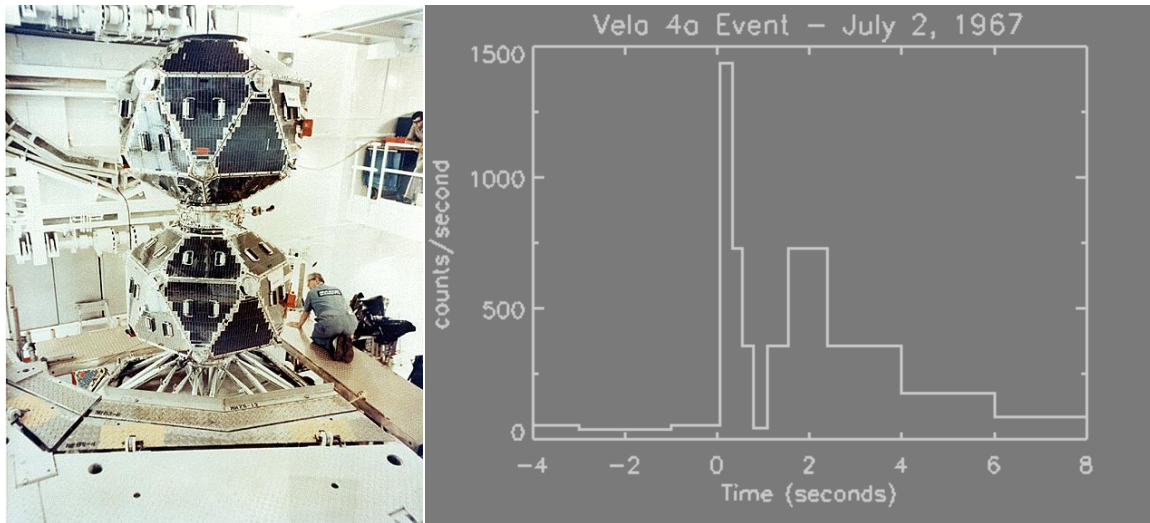 Vela 4a Event – July 2, 1967
counts/second
1500
1000
500
0
−4 −2 0 2 4 6 8
Time (seconds)